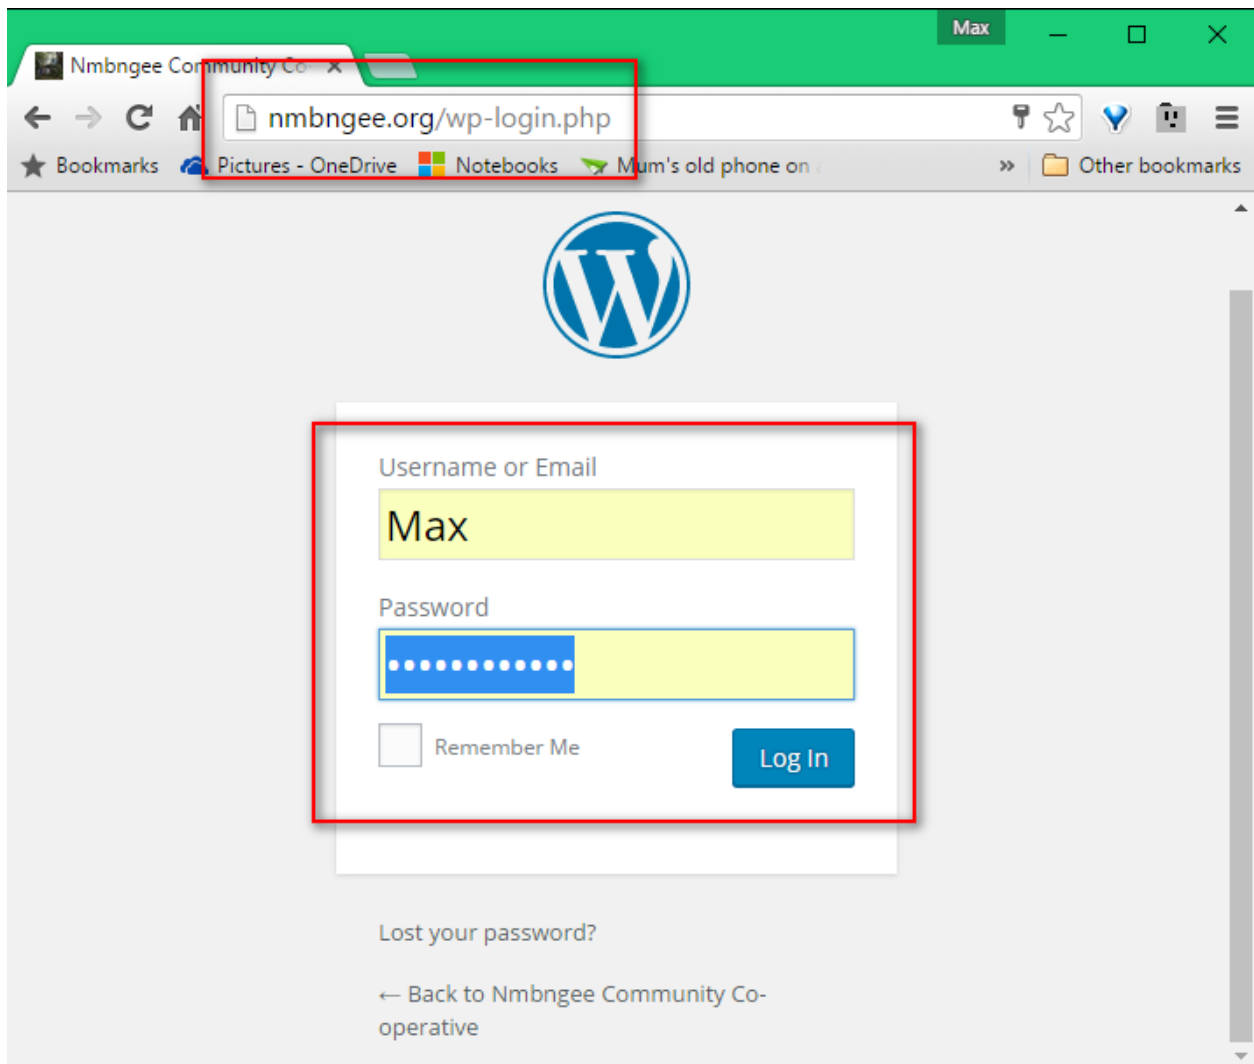 Max
Nmbngee Community Co-
nmbngee.org/wp-login.php
Bookmarks Pictures - OneDrive Notebooks Mum's old phone on » Other bookmarks
Username or Email
Max
Password
••••••••••••
Remember Me
Log In
Lost your password?
← Back to Nmbngee Community Co-
operative